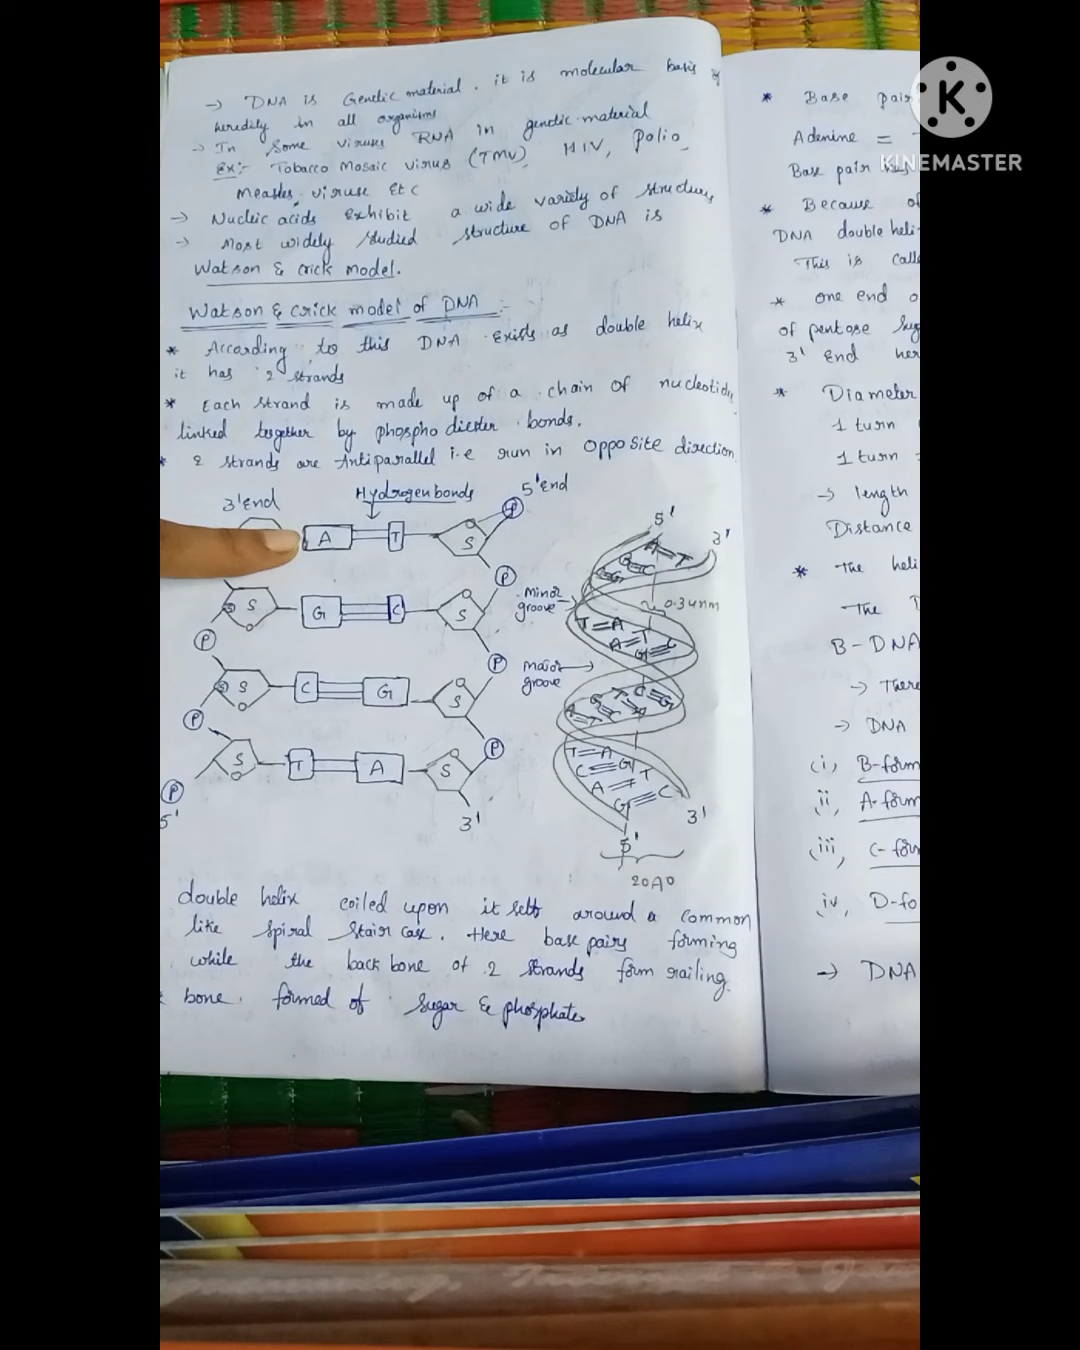 → DNA is Genetic material. it is molecular basis of
heredity in all organisms
→ In some viruses RNA in genetic material
Ex:- Tobacco Mosaic virus (TMV), HIV, Polio,
Measles, viruse Etc
→ Nucleic acids exhibit a wide variety of structures
→ Most widely studied structure of DNA is
Watson & crick model.
Watson & crick model of DNA :-
* According to this DNA exists as double helix
it has 2 strands
* Each strand is made up of a chain of nucleotides
linked together by phospho diester bonds.
* 2 strands are Antiparallel i.e run in opposite direction.
3' End
Hydrogen bonds
5' End
A T S P
S G C S P
P
S C G S P
P
S T A S P
P
5'
3'
5'
3'
A=T
G≡C
C≡G
0.34nm
minor
groove
T=A
A=T
G≡C
major
groove
T=A
C≡G T
A=
G≡C
3'
5'
20A°
double helix coiled upon it self around a common
like spiral stair case. Here base pairs forming
while the back bone of 2 strands form railing.
bone formed of sugar & phosphate.
* Base pair
Adenine =
Base pair
* Because of
DNA double heli
This is calle
* one end o
of pentose sug
3' End her
* Diameter
1 turn
1 turn =
→ length
Distance
* The heli
The
B-DNA
→ There
→ DNA
(i) B-form
ii, A-form
iii, C-for
iv, D-fo
→ DNA
K
KINEMASTER